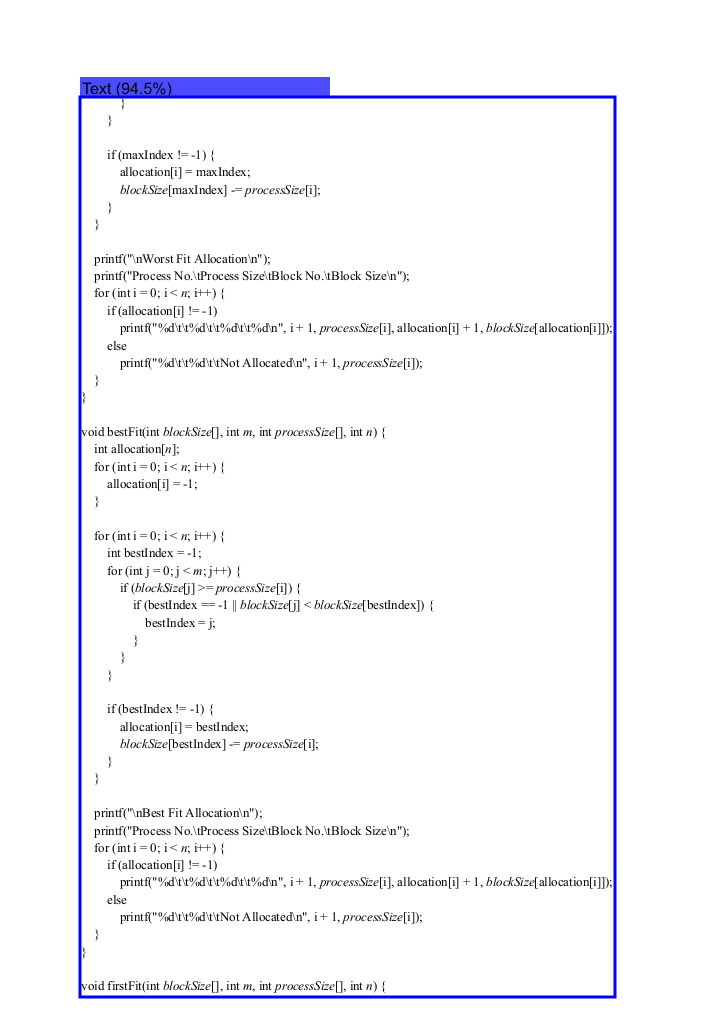 Text (94.5%)
}
}
if (maxIndex != -1) {
allocation[i] = maxIndex;
blockSize[maxIndex] -= processSize[i];
}
}
printf("\nWorst Fit Allocation\n");
printf("Process No.\tProcess Size\tBlock No.\tBlock Size\n");
for (int i = 0; i < n; i++) {
if (allocation[i] != -1)
printf("%d\t\t%d\t\t%d\t\t%d\n", i + 1, processSize[i], allocation[i] + 1, blockSize[allocation[i]]);
else
printf("%d\t\t%d\t\tNot Allocated\n", i + 1, processSize[i]);
}
}
void bestFit(int blockSize[], int m, int processSize[], int n) {
int allocation[n];
for (int i = 0; i < n; i++) {
allocation[i] = -1;
}
for (int i = 0; i < n; i++) {
int bestIndex = -1;
for (int j = 0; j < m; j++) {
if (blockSize[j] >= processSize[i]) {
if (bestIndex == -1 || blockSize[j] < blockSize[bestIndex]) {
bestIndex = j;
}
}
}
if (bestIndex != -1) {
allocation[i] = bestIndex;
blockSize[bestIndex] -= processSize[i];
}
}
printf("\nBest Fit Allocation\n");
printf("Process No.\tProcess Size\tBlock No.\tBlock Size\n");
for (int i = 0; i < n; i++) {
if (allocation[i] != -1)
printf("%d\t\t%d\t\t%d\t\t%d\n", i + 1, processSize[i], allocation[i] + 1, blockSize[allocation[i]]);
else
printf("%d\t\t%d\t\tNot Allocated\n", i + 1, processSize[i]);
}
}
void firstFit(int blockSize[], int m, int processSize[], int n) {